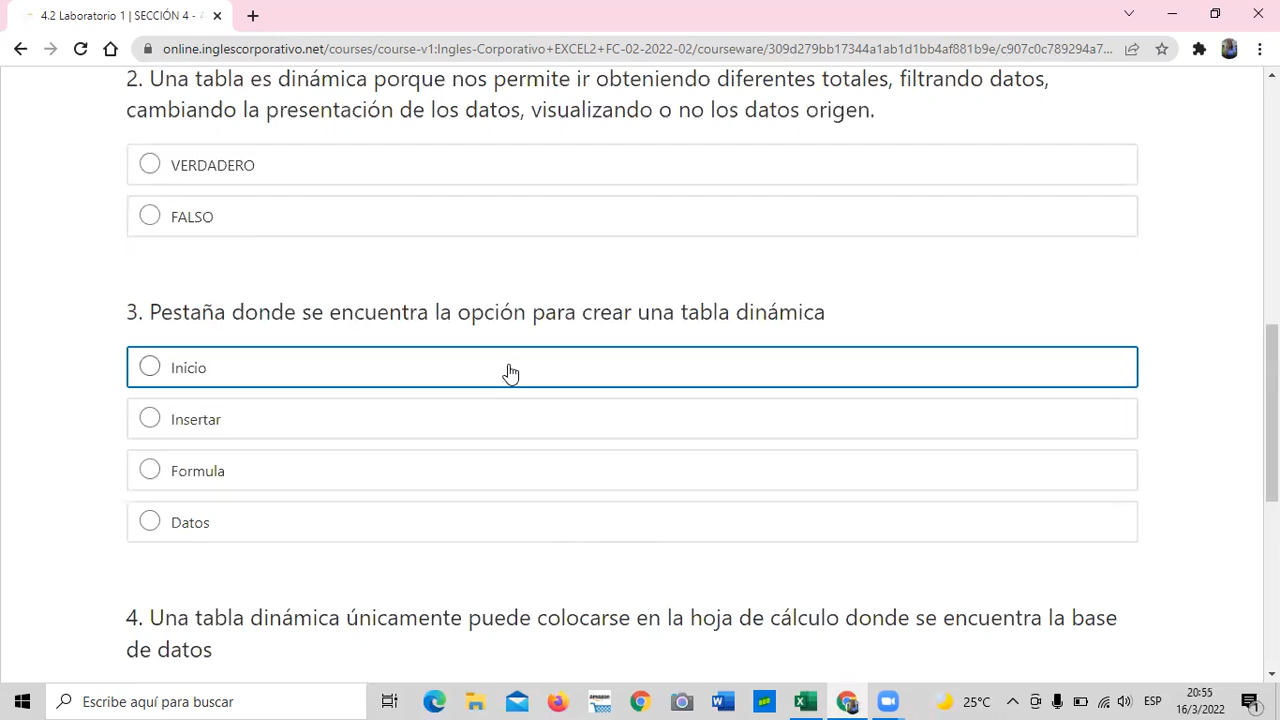 4.2 Laboratorio 1 | SECCIÓN 4 -
online.inglescorporativo.net/courses/course-v1:Ingles-Corporativo+EXCEL2+FC-02-2022-02/courseware/309d279bb17344a1ab1d1bb4af881b9e/c907c0c789294a7...
2. Una tabla es dinámica porque nos permite ir obteniendo diferentes totales, filtrando datos,
cambiando la presentación de los datos, visualizando o no los datos origen.
VERDADERO
FALSO
3. Pestaña donde se encuentra la opción para crear una tabla dinámica
Inicio
Insertar
Formula
Datos
4. Una tabla dinámica únicamente puede colocarse en la hoja de cálculo donde se encuentra la base
de datos
Escribe aquí para buscar
amazon
25°C
ESP
20:55
16/3/2022